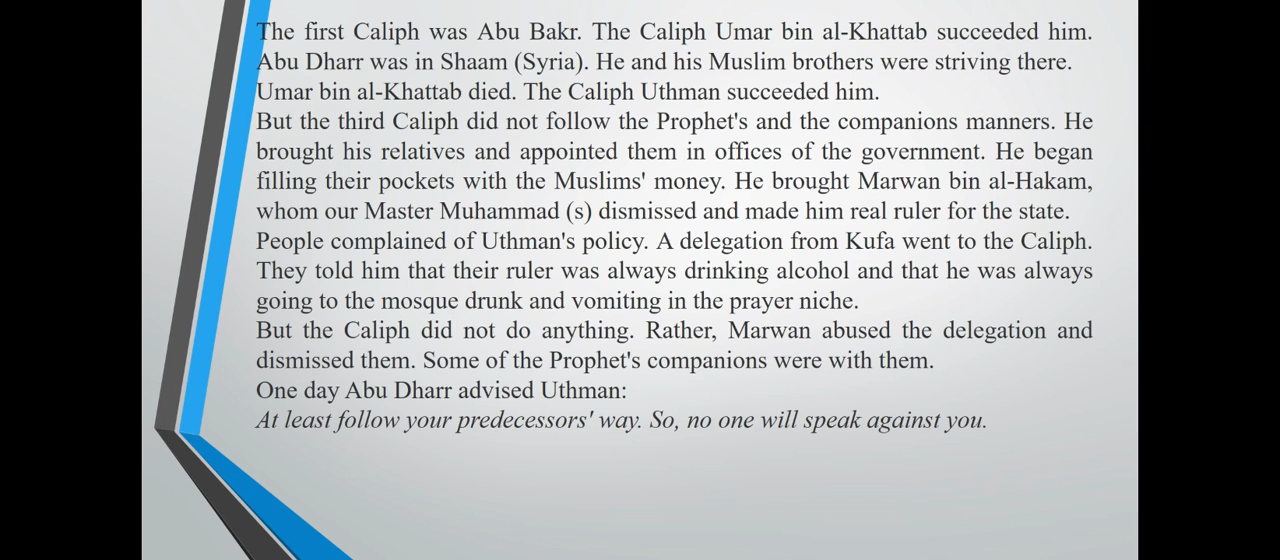 The first Caliph was Abu Bakr. The Caliph Umar bin al-Khattab succeeded him.
Abu Dharr was in Shaam (Syria). He and his Muslim brothers were striving there.
Umar bin al-Khattab died. The Caliph Uthman succeeded him.
But the third Caliph did not follow the Prophet's and the companions manners. He
brought his relatives and appointed them in offices of the government. He began
filling their pockets with the Muslims' money. He brought Marwan bin al-Hakam,
whom our Master Muhammad (s) dismissed and made him real ruler for the state.
People complained of Uthman's policy. A delegation from Kufa went to the Caliph.
They told him that their ruler was always drinking alcohol and that he was always
going to the mosque drunk and vomiting in the prayer niche.
But the Caliph did not do anything. Rather, Marwan abused the delegation and
dismissed them. Some of the Prophet's companions were with them.
One day Abu Dharr advised Uthman:
At least follow your predecessors' way. So, no one will speak against you.